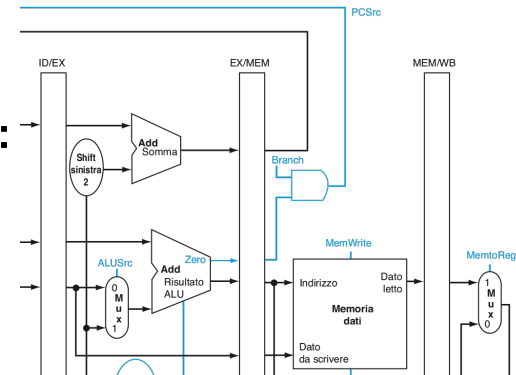 PCSrc
ID/EX
EX/MEM
MEM/WB
Add
Somma
Shift
sinistra
2
Branch
ALUSrc
Zero
Add
Risultato
ALU
MemWrite
MemtoReg
0
M
u
x
1
Indirizzo
Dato
letto
Memoria
dati
Dato
da scrivere
1
M
u
x
0